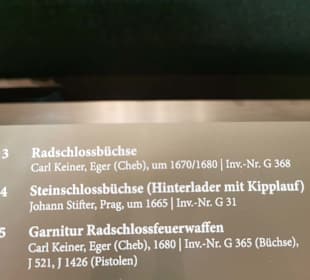 3 Radschlossbüchse
Carl Keiner, Eger (Cheb), um 1670/1680 | Inv.-Nr. G 368
4 Steinschlossbüchse (Hinterlader mit Kipplauf)
Johann Stifter, Prag, um 1665 | Inv.-Nr. G 31
5 Garnitur Radschlossfeuerwaffen
Carl Keiner, Eger (Cheb), 1680 | Inv.-Nr. G 365 (Büchse),
J 521, J 1426 (Pistolen)